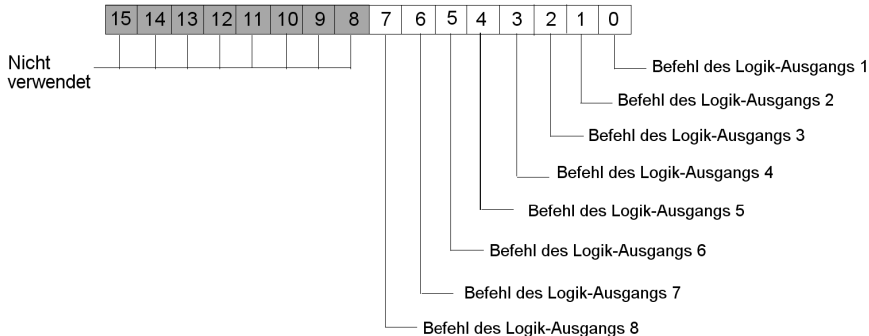 15 14 13 12 11 10 9 8 7 6 5 4 3 2 1 0
Nicht
verwendet
Befehl des Logik-Ausgangs 1
Befehl des Logik-Ausgangs 2
Befehl des Logik-Ausgangs 3
Befehl des Logik-Ausgangs 4
Befehl des Logik-Ausgangs 5
Befehl des Logik-Ausgangs 6
Befehl des Logik-Ausgangs 7
Befehl des Logik-Ausgangs 8